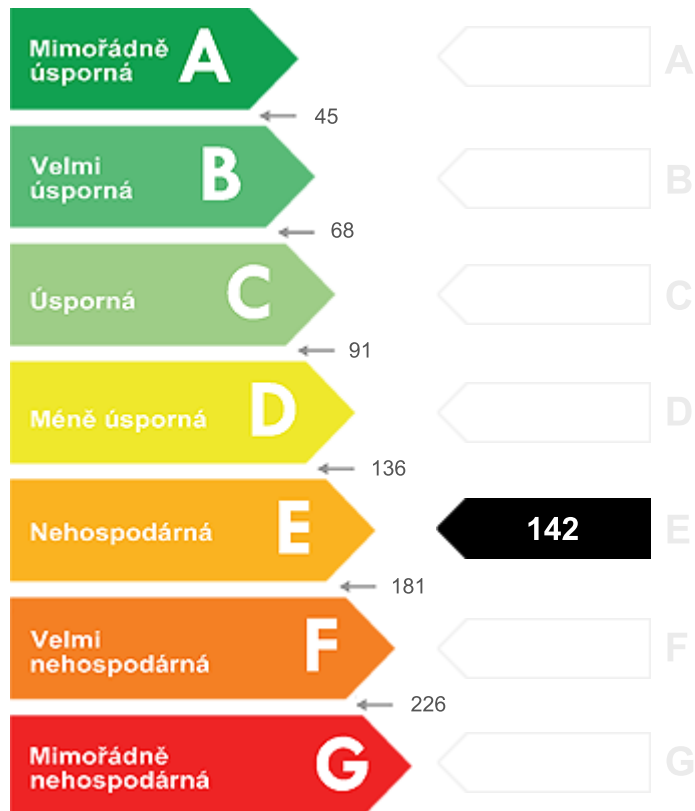 Mimořádně
úsporná
A
A
45
Velmi
úsporná
B
B
68
Úsporná
C
C
91
Méně úsporná
D
D
136
Nehospodárná
E
142
E
181
Velmi
nehospodárná
F
F
226
Mimořádně
nehospodárná
G
G